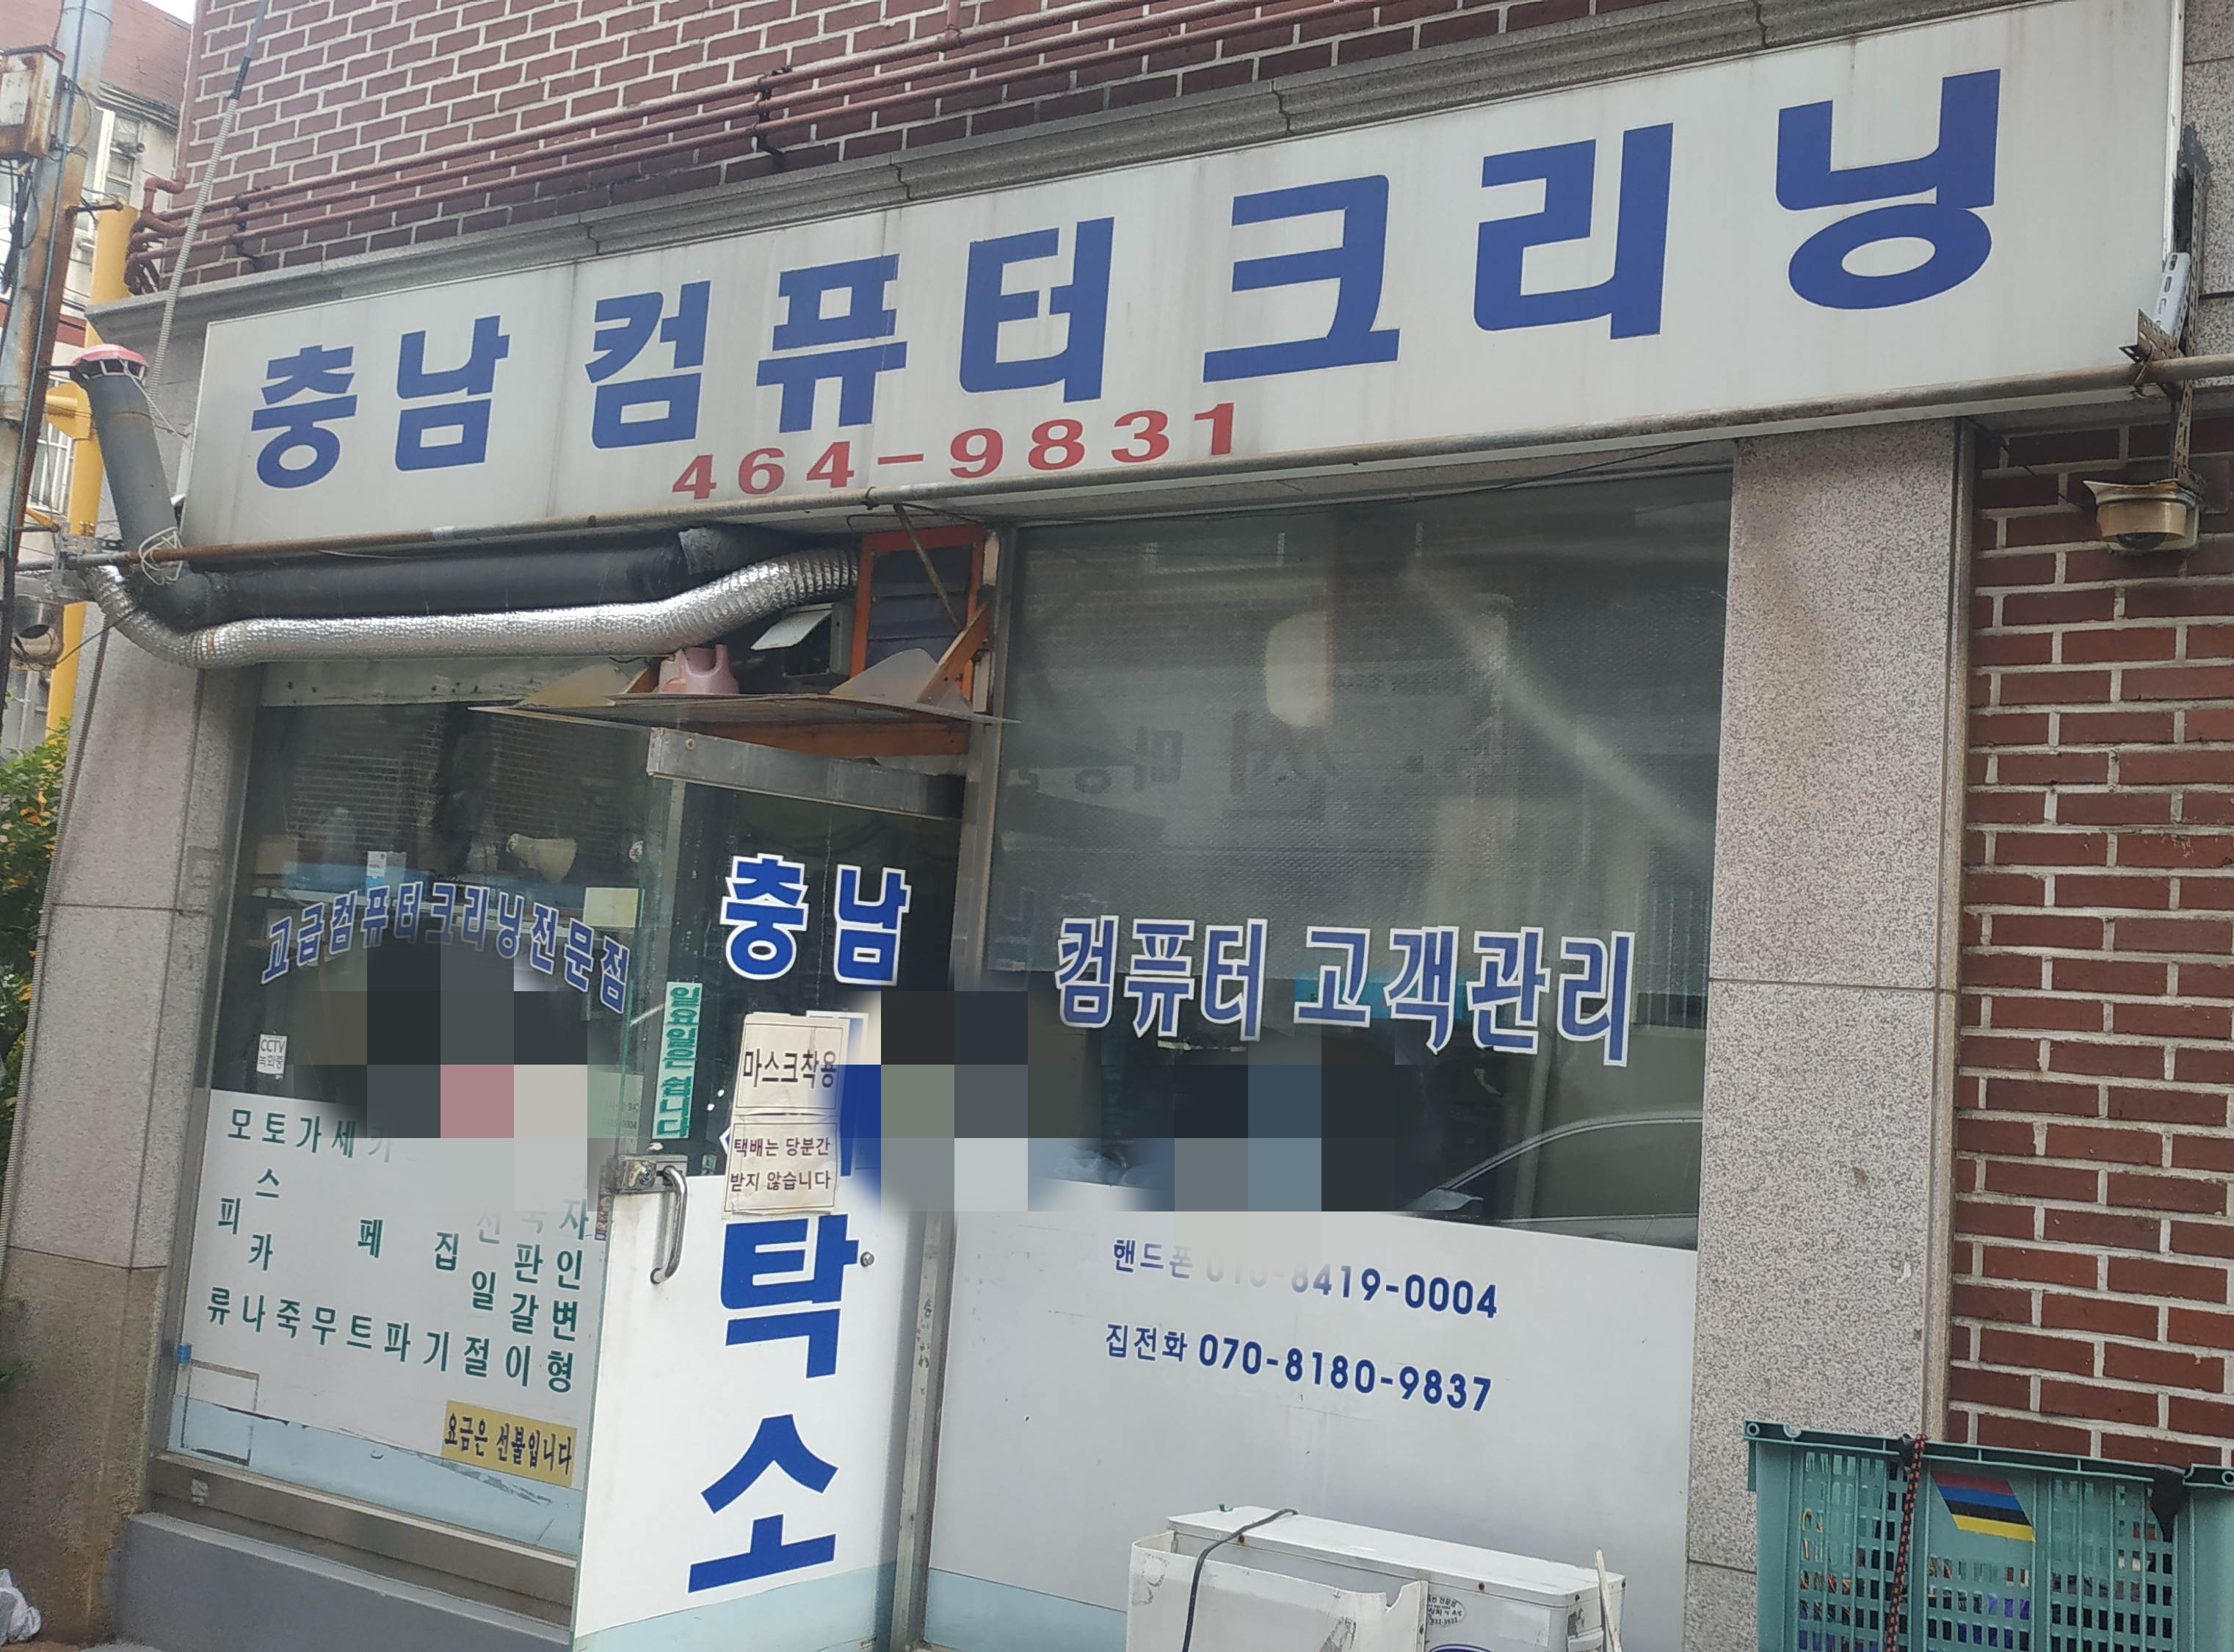 충남 컴퓨터 크리닝
464-9831
고급컴퓨터크리닝전문점
충남
탁
소
일요일은 쉽니다
마스크착용
택배는 당분간
받지 않습니다
컴퓨터 고객관리
CCTV
녹화중
모토가세
스
피
카
페
집
판인
일갈변
류나죽무트파기절이형
요금은 선불입니다
핸드폰 010-8419-0004
집전화 070-8180-9837